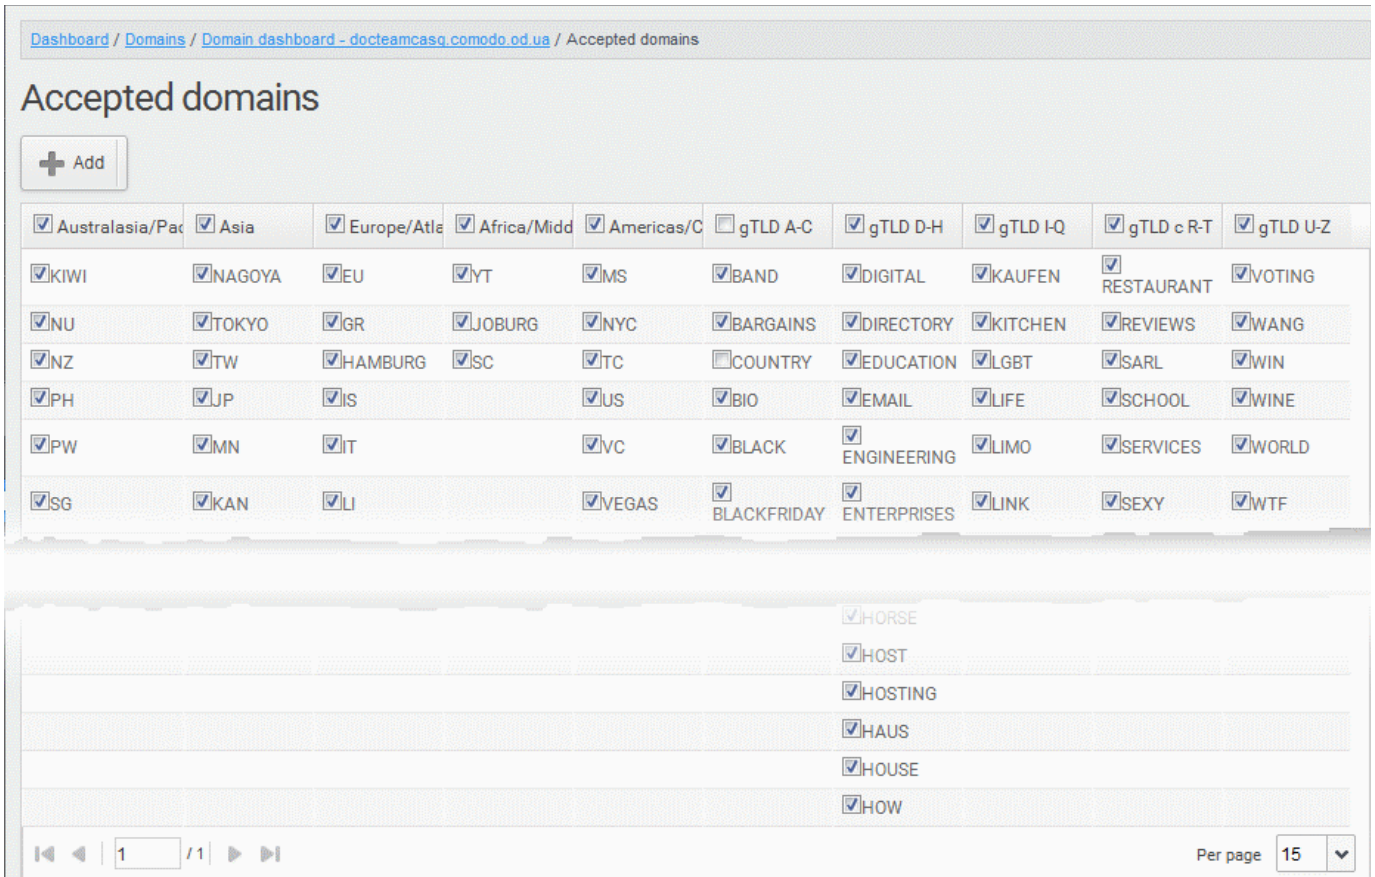 Dashboard / Domains / Domain dashboard - docteamcasg.comodo.od.ua / Accepted domains
Accepted domains
Add
Australasia/Pac Asia Europe/Atla Africa/Midd Americas/C gTLD A-C gTLD D-H gTLD I-Q gTLD c R-T gTLD U-Z
KIWI NAGOYA EU YT MS BAND DIGITAL KAUFEN RESTAURANT VOTING
NU TOKYO GR JOBURG NYC BARGAINS DIRECTORY KITCHEN REVIEWS WANG
NZ TW HAMBURG SC TC COUNTRY EDUCATION LGBT SARL WIN
PH JP IS US BIO EMAIL LIFE SCHOOL WINE
PW MN IT VC BLACK ENGINEERING LIMO SERVICES WORLD
SG KAN LI VEGAS BLACKFRIDAY ENTERPRISES LINK SEXY WTF
HORSE
HOST
HOSTING
HAUS
HOUSE
HOW
1 / 1 Per page 15